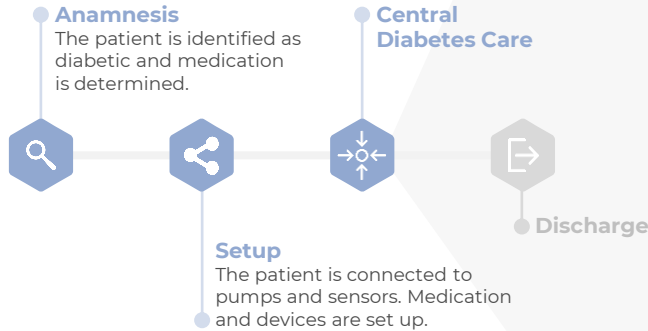 Anamnesis
The patient is identified as
diabetic and medication
is determined.
Central
Diabetes Care
Discharge
Setup
The patient is connected to
pumps and sensors. Medication
and devices are set up.